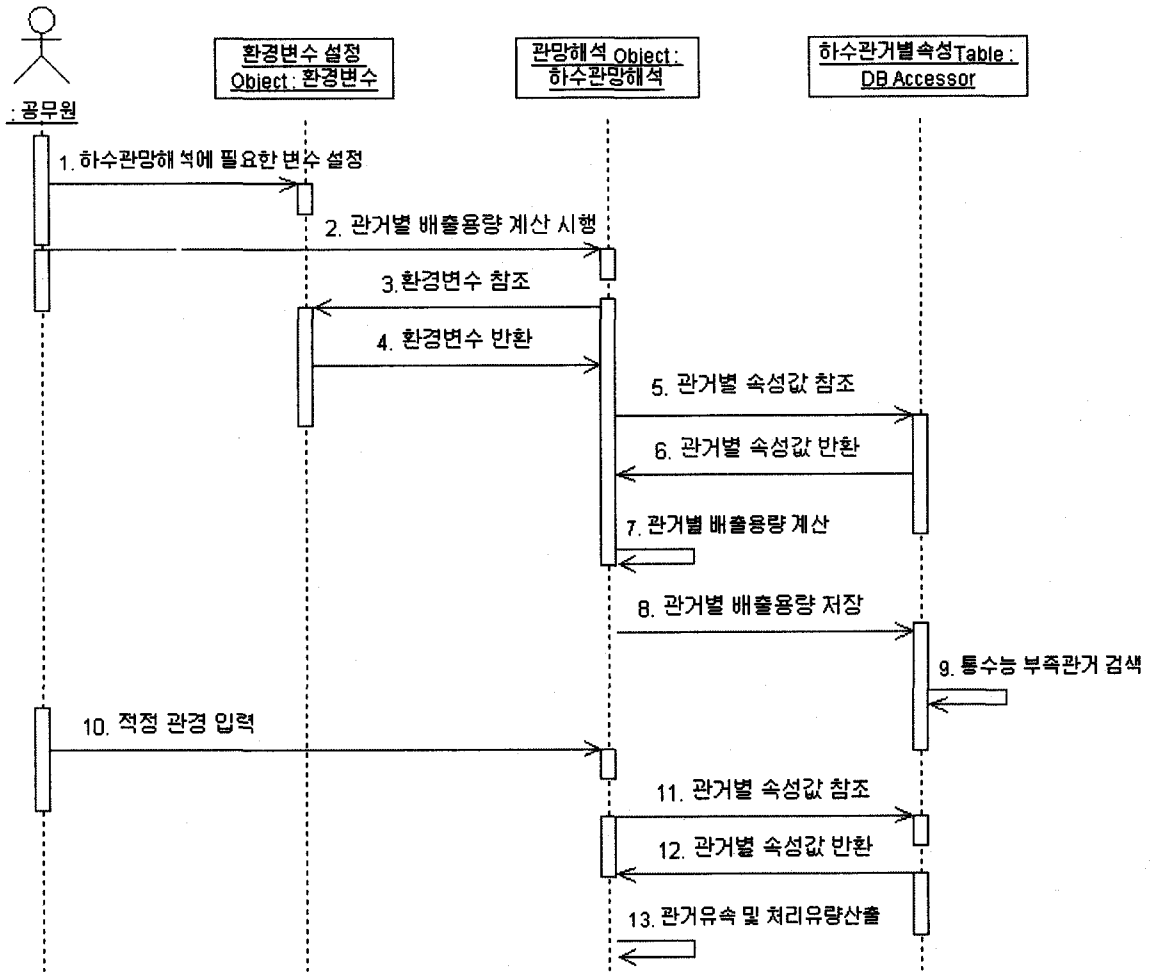 : 공무원
환경변수 설정
Object : 환경변수
관망해석 Object :
하수관망해석
하수관거별속성Table :
DB Accessor
1. 하수관망해석에 필요한 변수 설정
2. 관거별 배출용량 계산 시행
3.환경변수 참조
4. 환경변수 반환
5. 관거별 속성값 참조
6. 관거별 속성값 반환
7. 관거별 배출용량 계산
8. 관거별 배출용량 저장
9. 통수능 부족관거 검색
10. 적정 관경 입력
11. 관거별 속성값 참조
12. 관거별 속성값 반환
13. 관거유속 및 처리유량산출